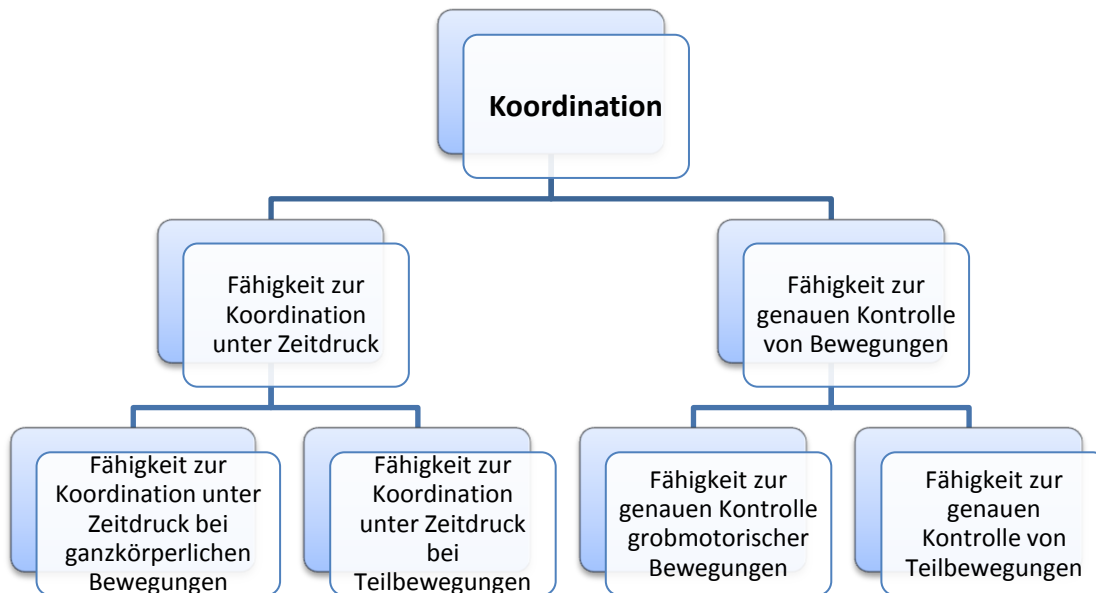 Koordination
Fähigkeit zur
Koordination
unter Zeitdruck
Fähigkeit zur
genauen Kontrolle
von Bewegungen
Fähigkeit zur
Koordination unter
Zeitdruck bei
ganzkörperlichen
Bewegungen
Fähigkeit zur
Koordination
unter Zeitdruck
bei
Teilbewegungen
Fähigkeit zur
genauen Kontrolle
grobmotorischer
Bewegungen
Fähigkeit zur
genauen
Kontrolle von
Teilbewegungen